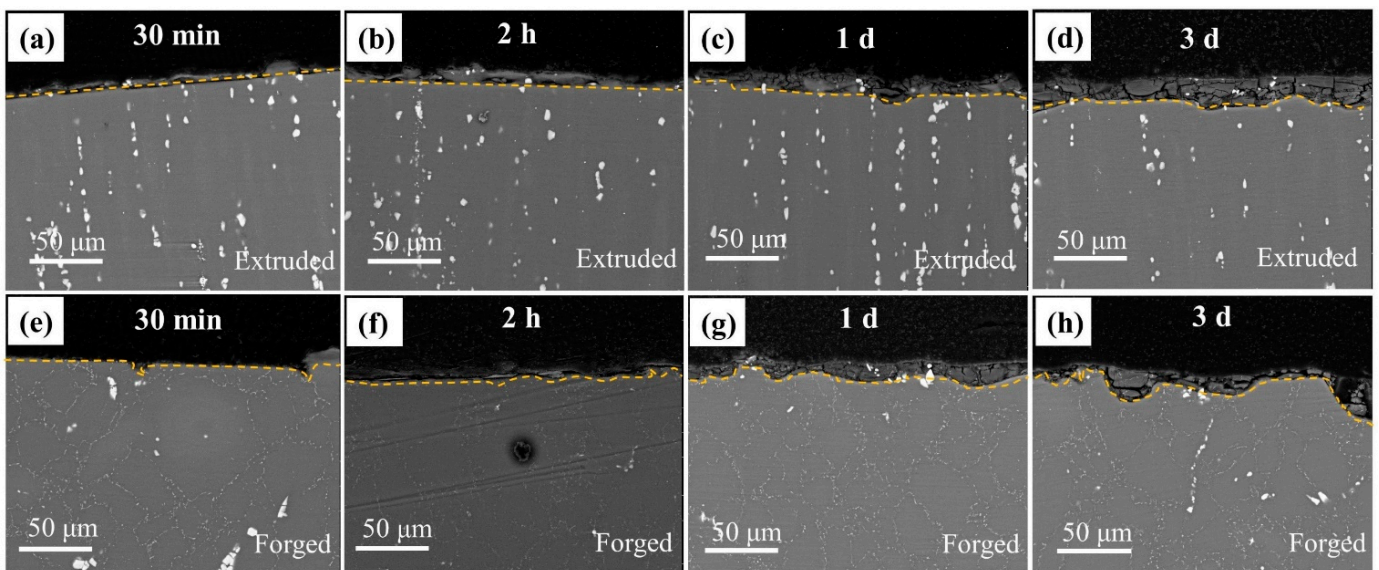 (a) 30 min
50 μm
Extruded
(b) 2 h
50 μm
Extruded
(c) 1 d
50 μm
Extruded
(d) 3 d
50 μm
Extruded
(e) 30 min
50 μm
Forged
(f) 2 h
50 μm
Forged
(g) 1 d
50 μm
Forged
(h) 3 d
50 μm
Forged